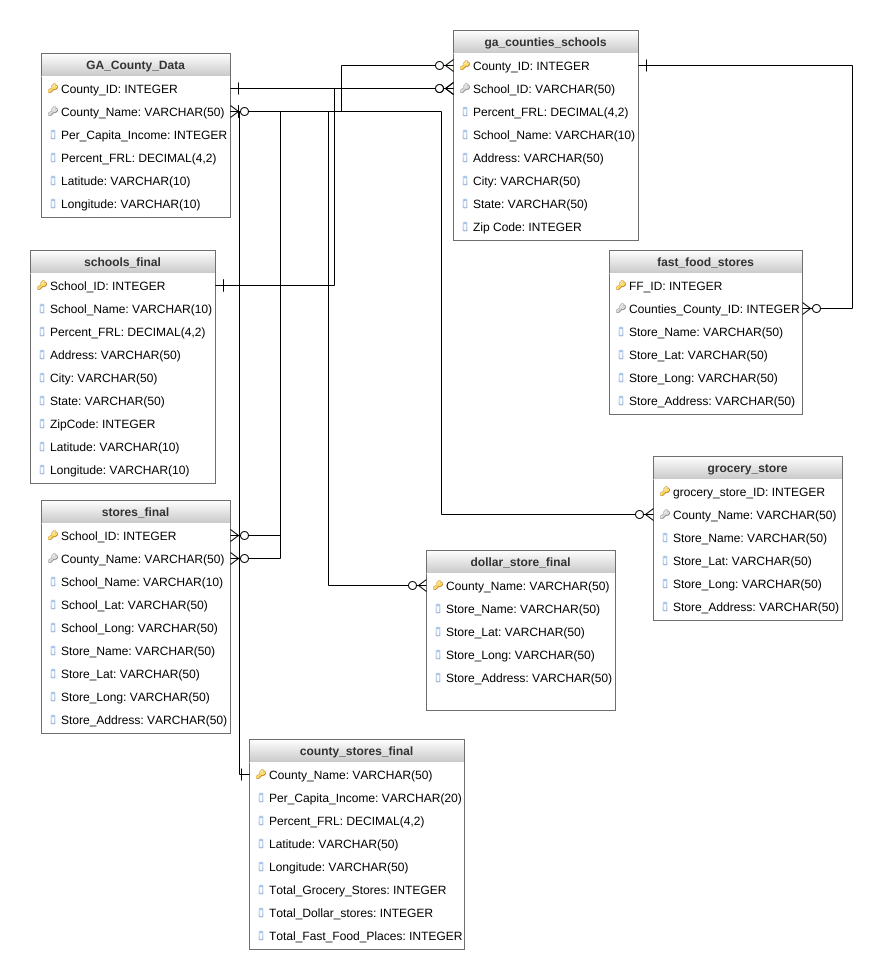 GA_County_Data
County_ID: INTEGER
County_Name: VARCHAR(50)
Per_Capita_Income: INTEGER
Percent_FRL: DECIMAL(4,2)
Latitude: VARCHAR(10)
Longitude: VARCHAR(10)
ga_counties_schools
County_ID: INTEGER
School_ID: VARCHAR(50)
Percent_FRL: DECIMAL(4,2)
School_Name: VARCHAR(10)
Address: VARCHAR(50)
City: VARCHAR(50)
State: VARCHAR(50)
Zip Code: INTEGER
schools_final
School_ID: INTEGER
School_Name: VARCHAR(10)
Percent_FRL: DECIMAL(4,2)
Address: VARCHAR(50)
City: VARCHAR(50)
State: VARCHAR(50)
ZipCode: INTEGER
Latitude: VARCHAR(10)
Longitude: VARCHAR(10)
fast_food_stores
FF_ID: INTEGER
Counties_County_ID: INTEGER
Store_Name: VARCHAR(50)
Store_Lat: VARCHAR(50)
Store_Long: VARCHAR(50)
Store_Address: VARCHAR(50)
grocery_store
grocery_store_ID: INTEGER
County_Name: VARCHAR(50)
Store_Name: VARCHAR(50)
Store_Lat: VARCHAR(50)
Store_Long: VARCHAR(50)
Store_Address: VARCHAR(50)
stores_final
School_ID: INTEGER
County_Name: VARCHAR(50)
School_Name: VARCHAR(10)
School_Lat: VARCHAR(50)
School_Long: VARCHAR(50)
Store_Name: VARCHAR(50)
Store_Lat: VARCHAR(50)
Store_Long: VARCHAR(50)
Store_Address: VARCHAR(50)
dollar_store_final
County_Name: VARCHAR(50)
Store_Name: VARCHAR(50)
Store_Lat: VARCHAR(50)
Store_Long: VARCHAR(50)
Store_Address: VARCHAR(50)
county_stores_final
County_Name: VARCHAR(50)
Per_Capita_Income: VARCHAR(20)
Percent_FRL: DECIMAL(4,2)
Latitude: VARCHAR(50)
Longitude: VARCHAR(50)
Total_Grocery_Stores: INTEGER
Total_Dollar_stores: INTEGER
Total_Fast_Food_Places: INTEGER